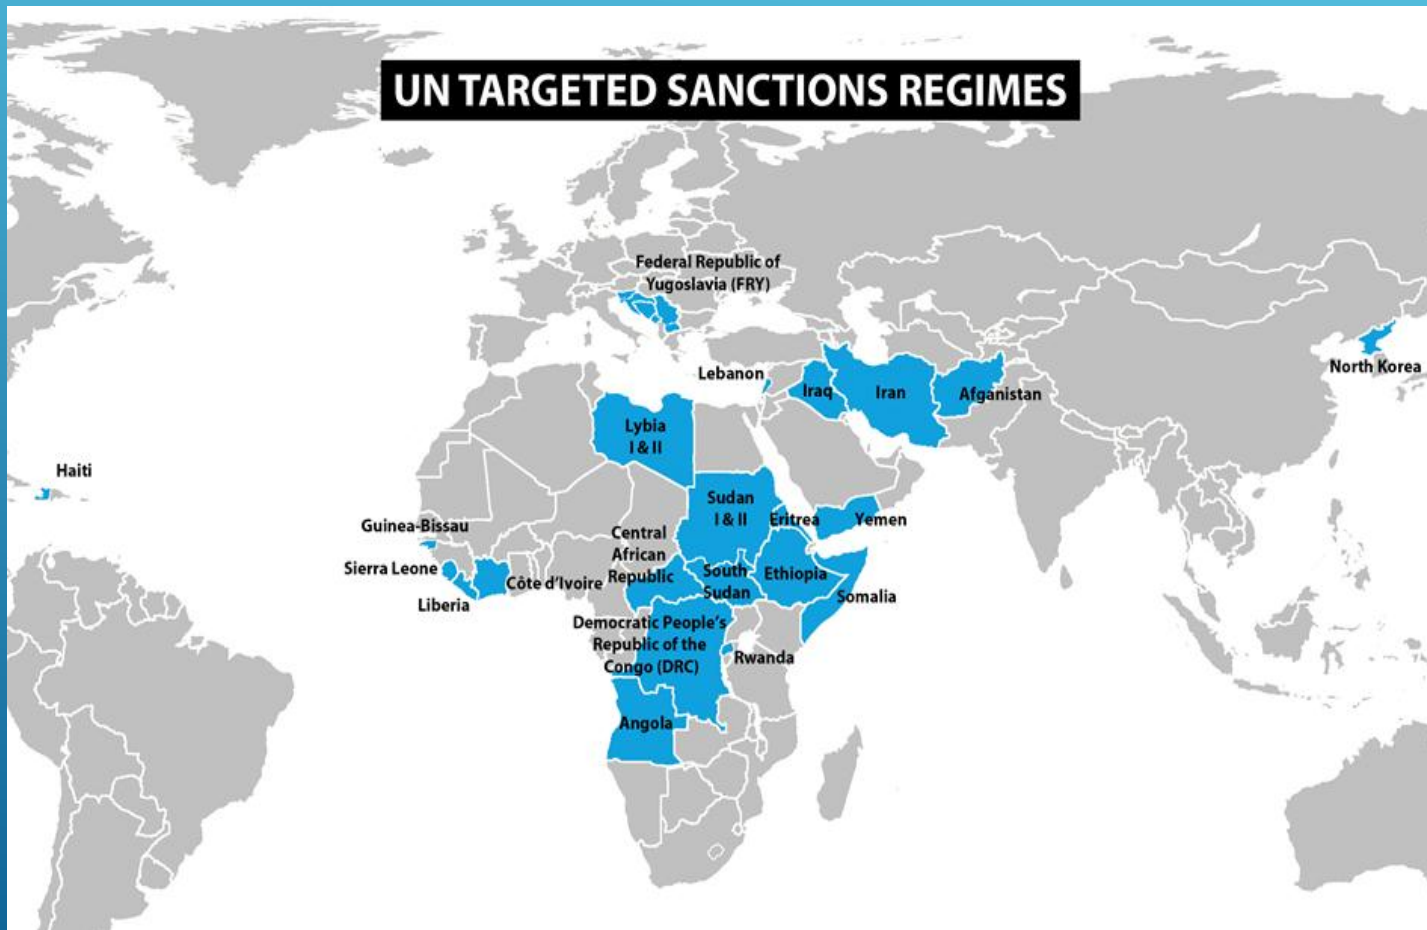 UN TARGETED SANCTIONS REGIMES
Federal Republic of
Yugoslavia (FRY)
Lebanon
Iraq
Iran
Afganistan
North Korea
Lybia
I & II
Haiti
Sudan
I & II
Eritrea
Yemen
Guinea-Bissau
Central
African
Republic
Sierra Leone
Côte d'Ivoire
South
Sudan
Ethiopia
Liberia
Somalia
Democratic People's
Republic of the
Congo (DRC)
Rwanda
Angola